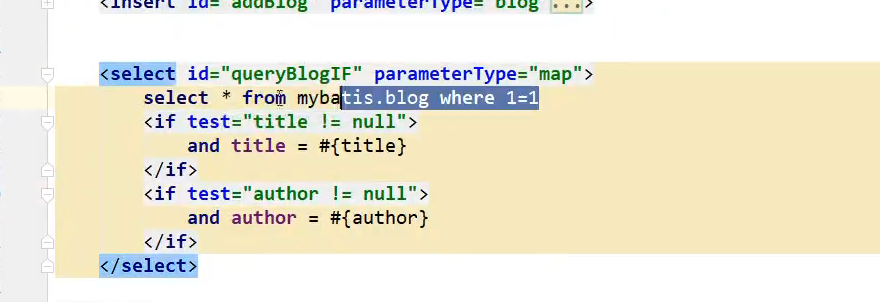 <insert id="addBlog" parameterType="blog"...>
<select id="queryBlogIF" parameterType="map">
select * from mybatis.blog where 1=1
<if test="title != null">
and title = #{title}
</if>
<if test="author != null">
and author = #{author}
</if>
</select>